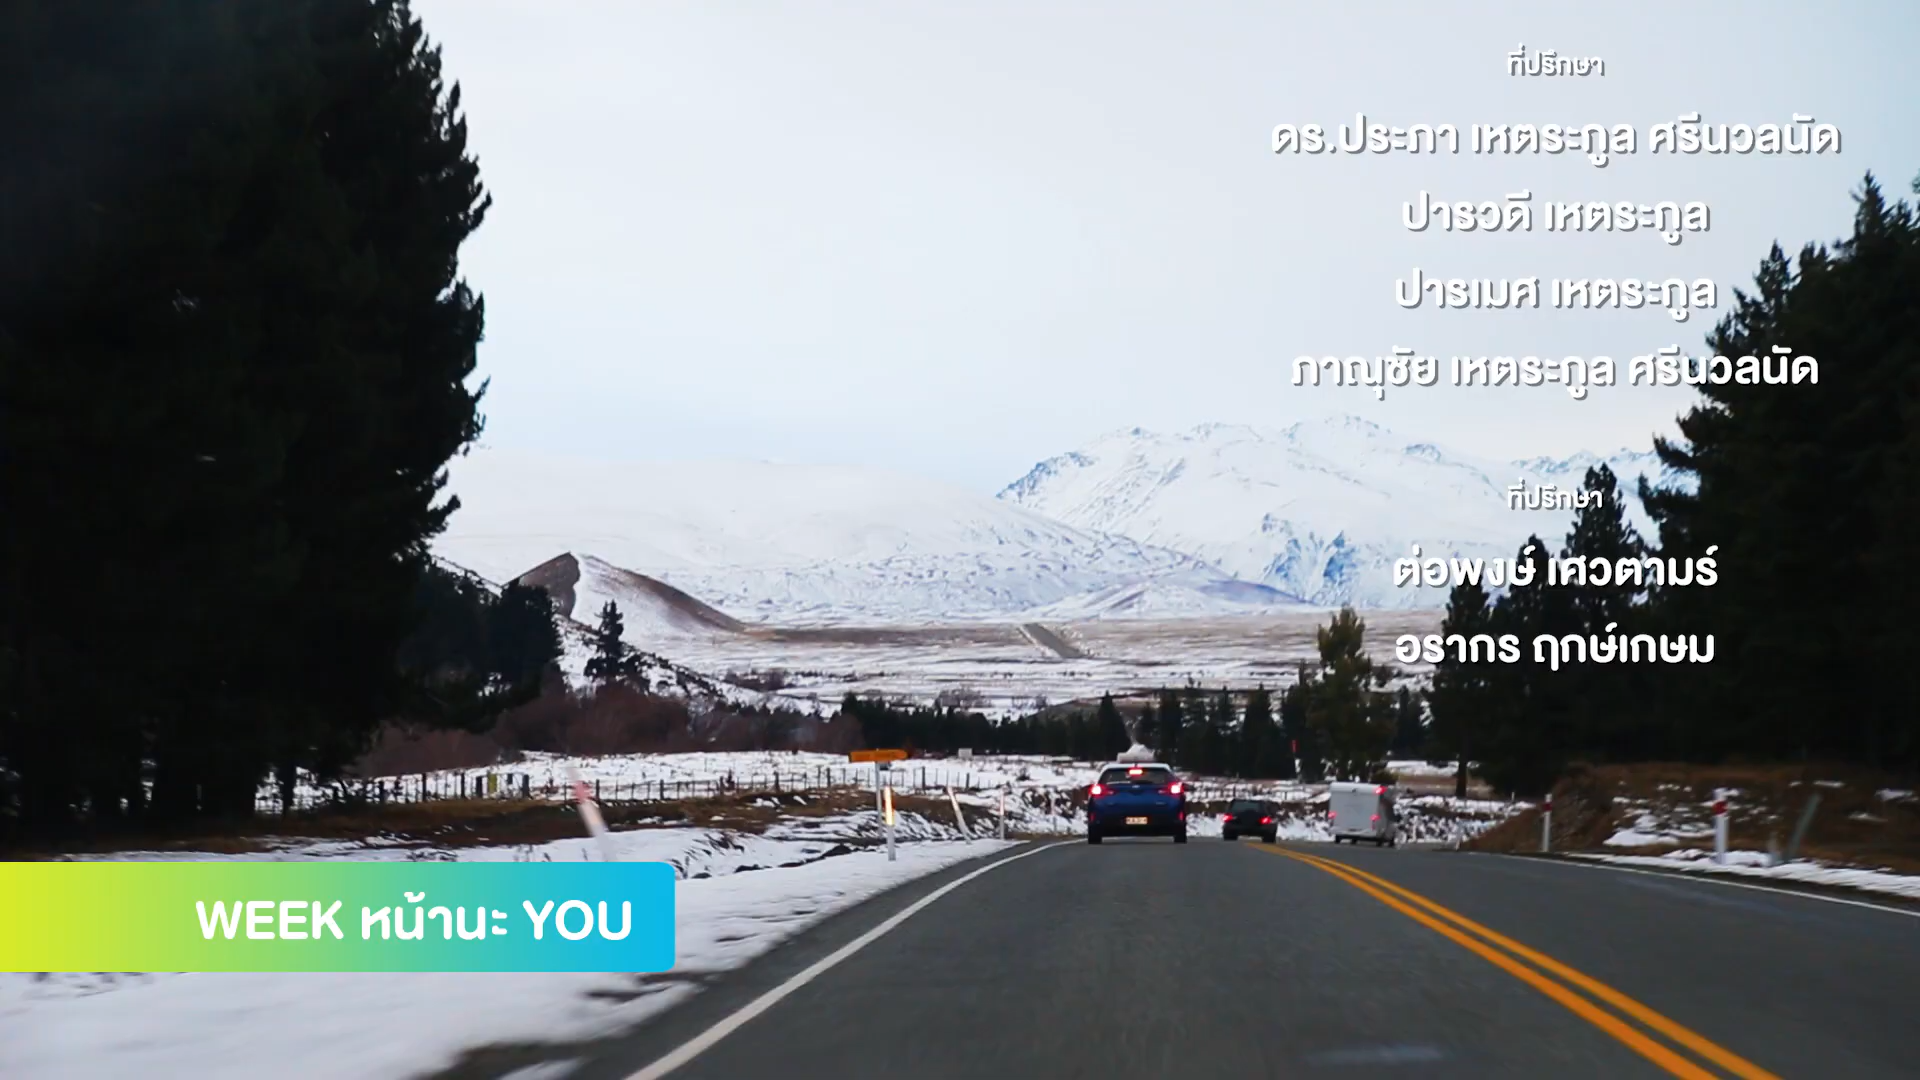 ที่ปรึกษา
ดร.ประภา เหตระกูล ศรีนวลนัด
ปารวดี เหตระกูล
ปารเมศ เหตระกูล
ภาณุชัย เหตระกูล ศรีนวลนัด
ที่ปรึกษา
ต่อพงษ์ เศวตามร์
อรากร ฤกษ์เกษม
WEEK หน้านะ YOU